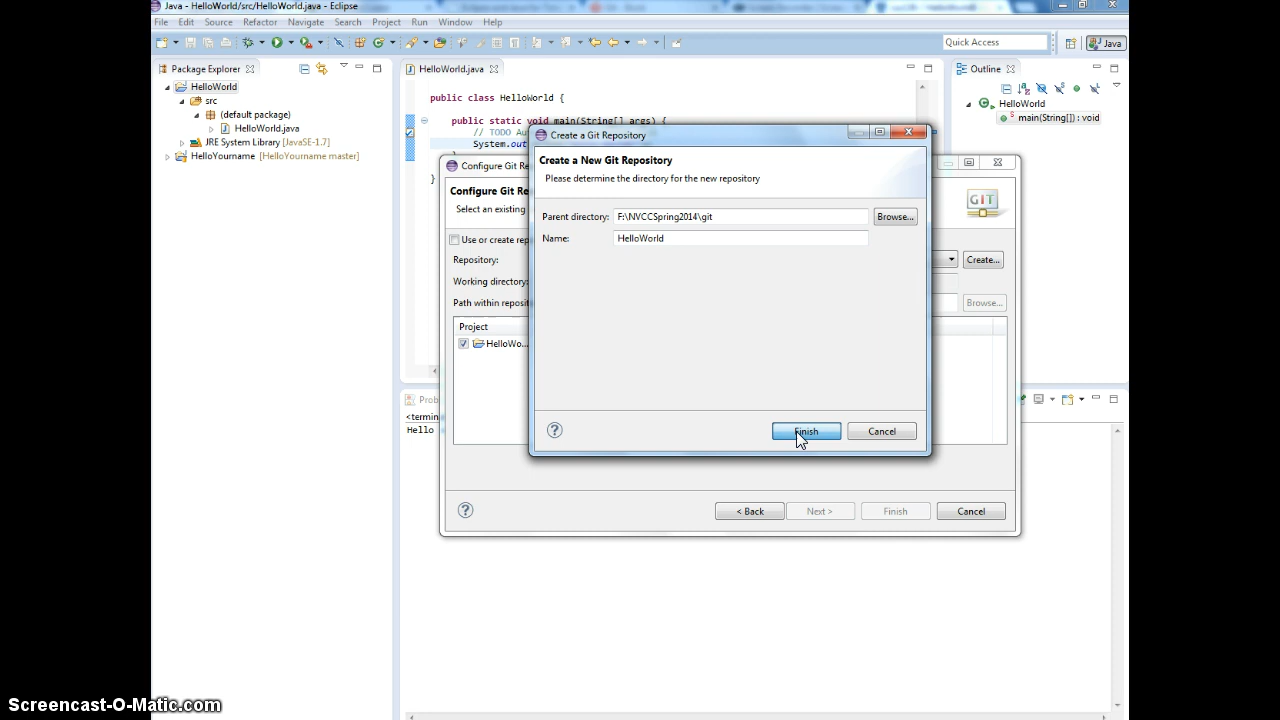 Java - HelloWorld/src/HelloWorld.java - Eclipse
File Edit Source Refactor Navigate Search Project Run Window Help
Quick Access
Java
Package Explorer
HelloWorld
src
(default package)
HelloWorld.java
JRE System Library [JavaSE-1.7]
HelloYourname [HelloYourname master]
HelloWorld.java
public class HelloWorld {
public static void main(String[] args) {
// TODO Au
System.out
}
Outline
HelloWorld
main(String[]) : void
Configure Git Re
Configure Git Re
Select an existing
Use or create rep
Repository:
Create...
Working directory:
Path within reposit
Browse...
Project
HelloWo...
GIT
< Back
Next >
Finish
Cancel
Create a Git Repository
Create a New Git Repository
Please determine the directory for the new repository
Parent directory: F:\NVCCSpring2014\git Browse...
Name: HelloWorld
Finish
Cancel
Prob
<termin
Hello
Screencast-O-Matic.com